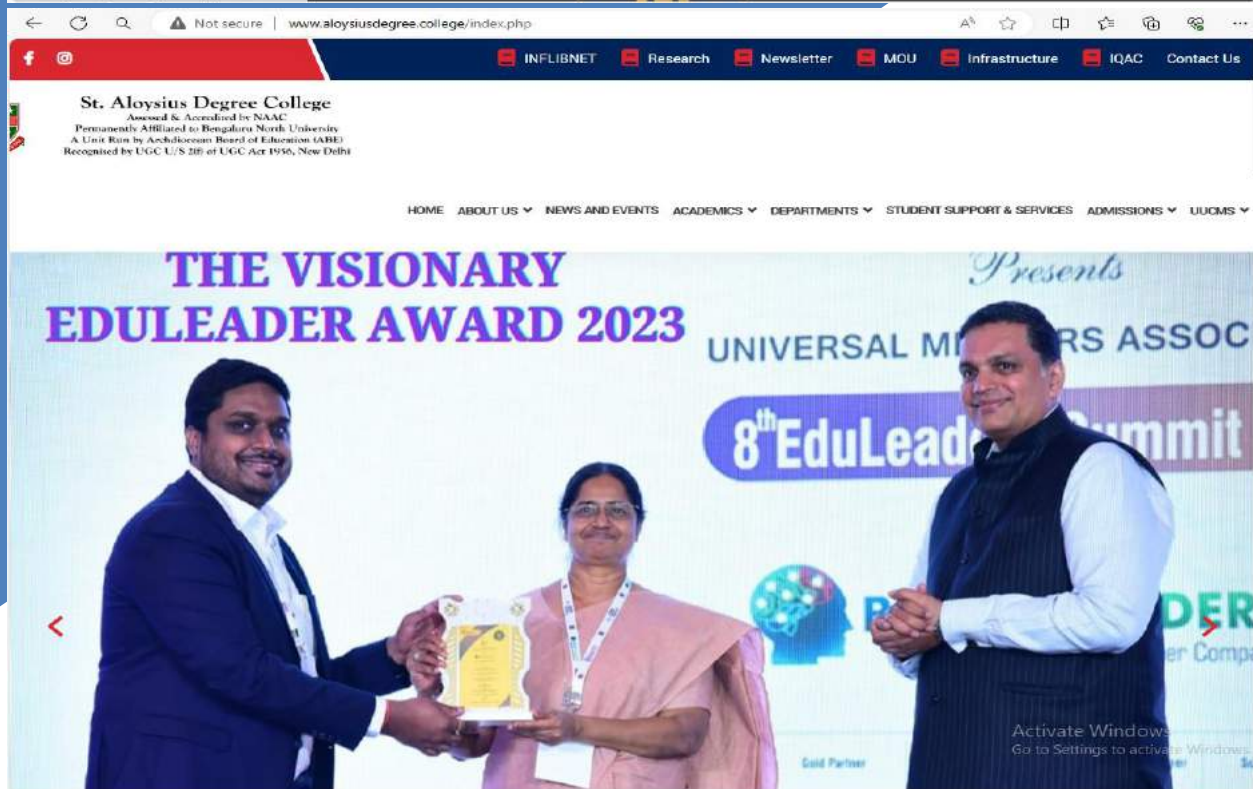 Not secure | www.aloysiusdegree.college/index.php
INFLIBNET Research Newsletter MOU Infrastructure IQAC Contact Us
St. Aloysius Degree College
Assessed & Accredited by NAAC
Permanently Affiliated to Bengaluru North University
A Unit Run by Archdiocesan Board of Education (ABE)
Recognised by UGC U/S 2(f) of UGC Act 1956, New Delhi
HOME ABOUT US NEWS AND EVENTS ACADEMICS DEPARTMENTS STUDENT SUPPORT & SERVICES ADMISSIONS UUCMS
THE VISIONARY
EDULEADER AWARD 2023
Presents
UNIVERSAL M RS ASSOC
8th EduLead ummit
DER
er Compa
Activate Windows
Go to Settings to activate Windows.
Gold Partner